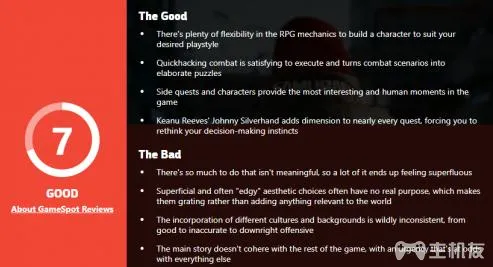 7
GOOD
About GameSpot Reviews
The Good
• There's plenty of flexibility in the RPG mechanics to build a character to suit your
desired playstyle
• Quickhacking combat is satisfying to execute and turns combat scenarios into
elaborate puzzles
• Side quests and characters provide the most interesting and human moments in the
game
• Keanu Reeves' Johnny Silverhand adds dimension to nearly every quest, forcing you to
rethink your decision-making instincts
The Bad
• There's so much to do that isn't meaningful, so a lot of it ends up feeling superfluous
• Superficial and often "edgy" aesthetic choices often have no real purpose, which makes
them grating rather than adding anything relevant to the world
• The incorporation of different cultures and backgrounds is wildly inconsistent, from
good to inaccurate to downright offensive
• The main story doesn't cohere with the rest of the game, with an urgency that's at odds
with everything else
主机友